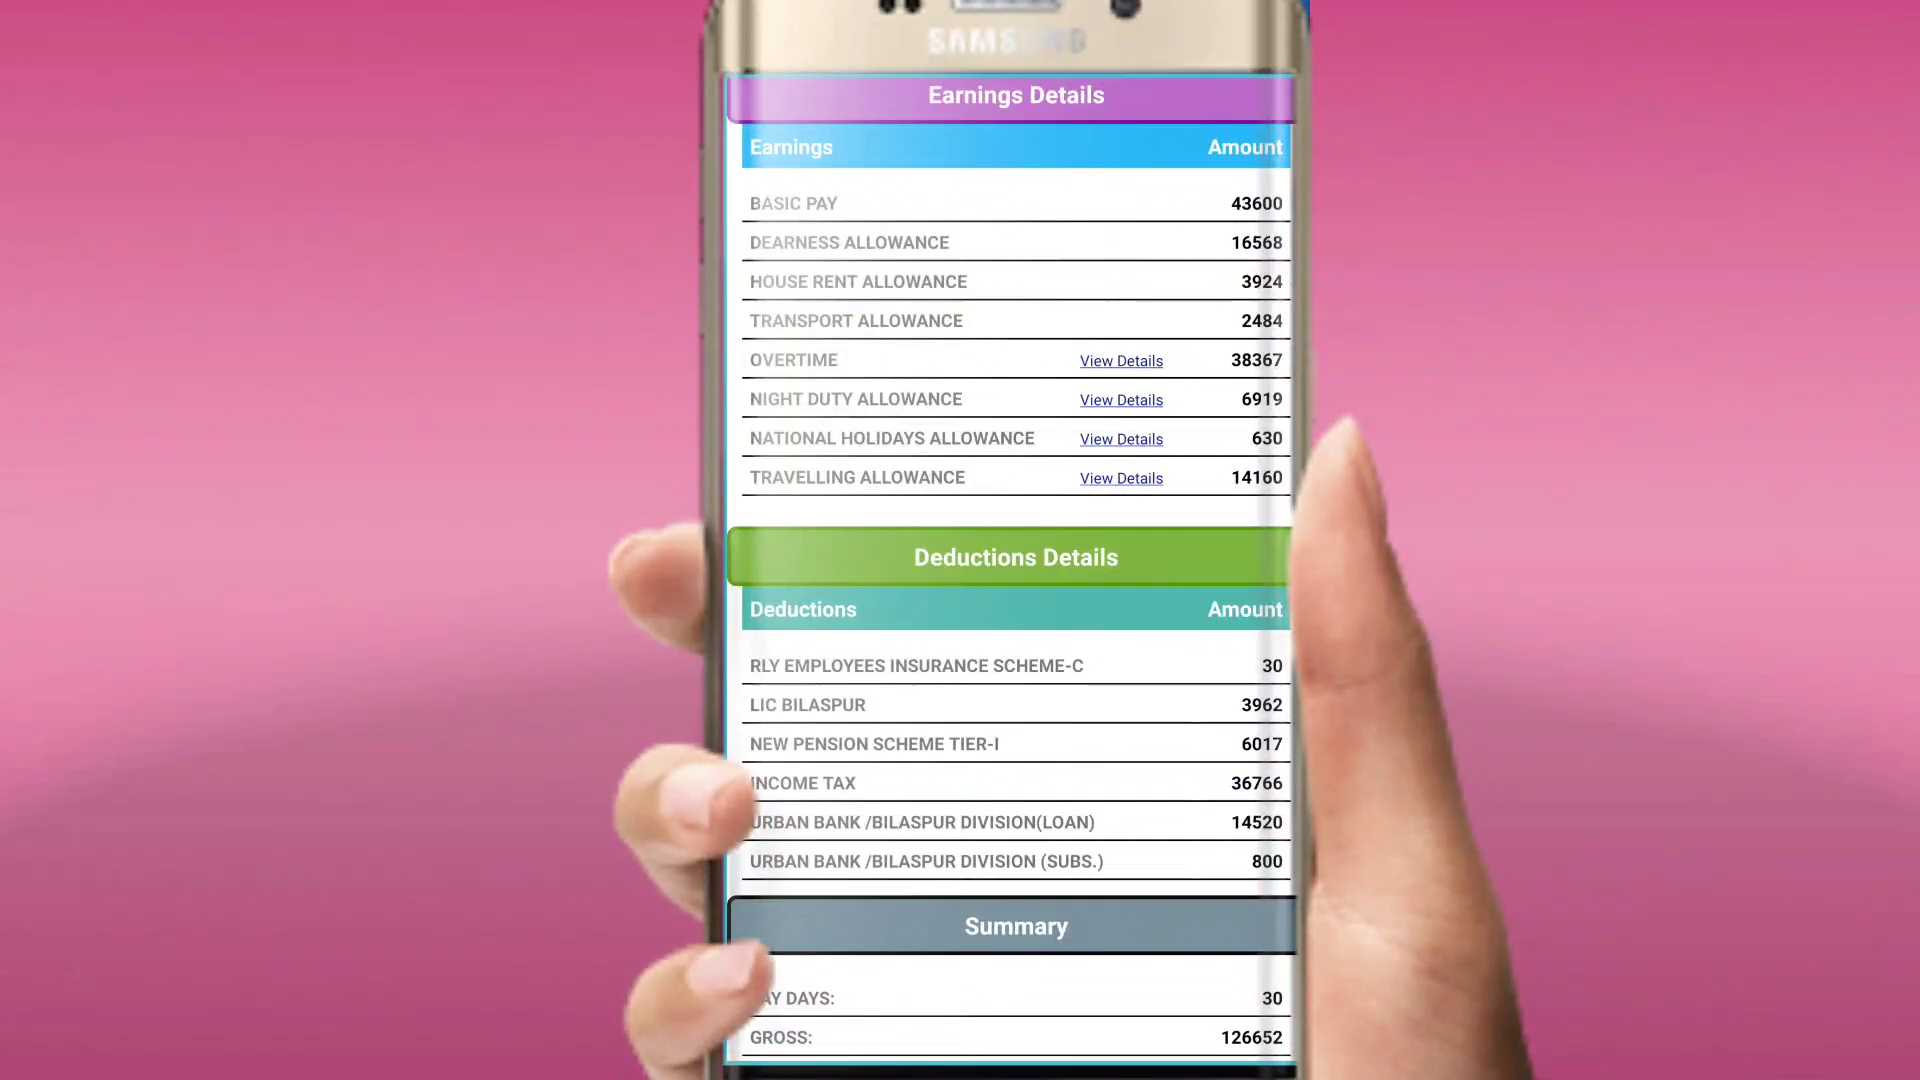 SAMSUNG
Earnings Details
Earnings Amount
BASIC PAY 43600
DEARNESS ALLOWANCE 16568
HOUSE RENT ALLOWANCE 3924
TRANSPORT ALLOWANCE 2484
OVERTIME View Details 38367
NIGHT DUTY ALLOWANCE View Details 6919
NATIONAL HOLIDAYS ALLOWANCE View Details 630
TRAVELLING ALLOWANCE View Details 14160
Deductions Details
Deductions Amount
RLY EMPLOYEES INSURANCE SCHEME-C 30
LIC BILASPUR 3962
NEW PENSION SCHEME TIER-I 6017
INCOME TAX 36766
URBAN BANK /BILASPUR DIVISION(LOAN) 14520
URBAN BANK /BILASPUR DIVISION (SUBS.) 800
Summary
AY DAYS: 30
GROSS: 126652